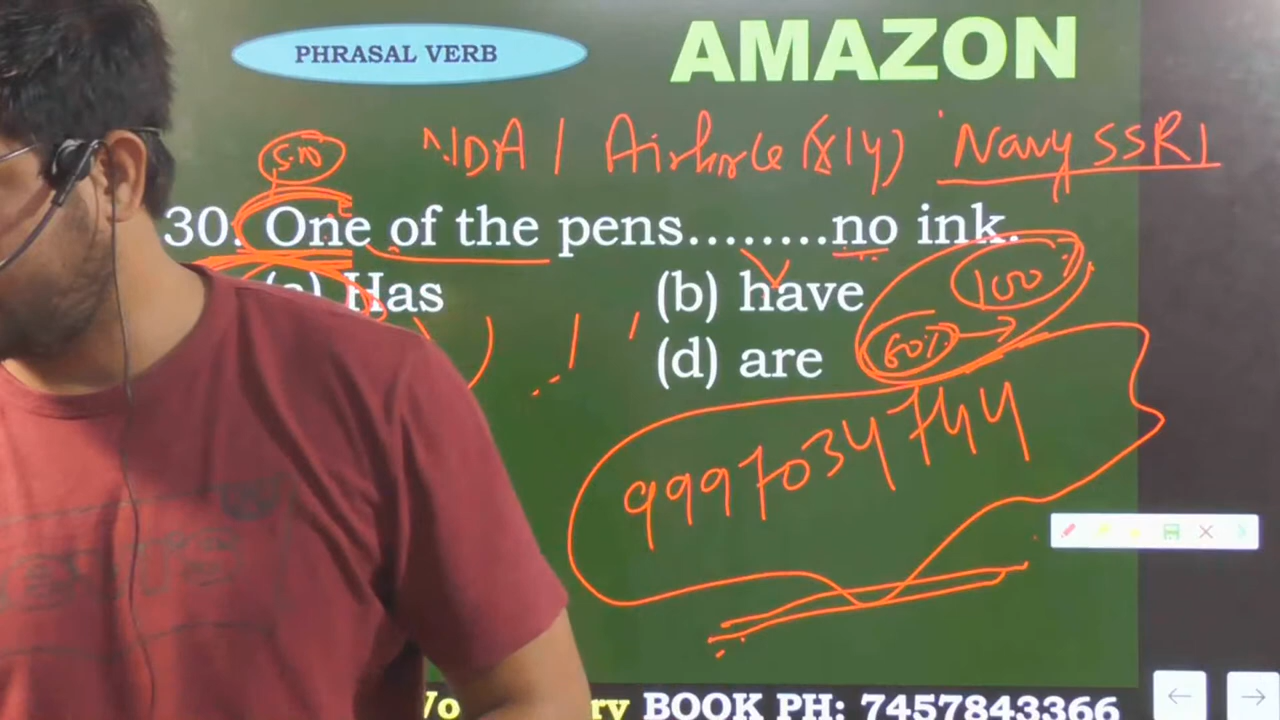 PHRASAL VERB
AMAZON
NDA / Airforce (X/Y) Navy SSR/
30. One of the pens........no ink.
(a) Has
(b) have
100%
60%
(d) are
9997034744
BOOK PH: 7457843366